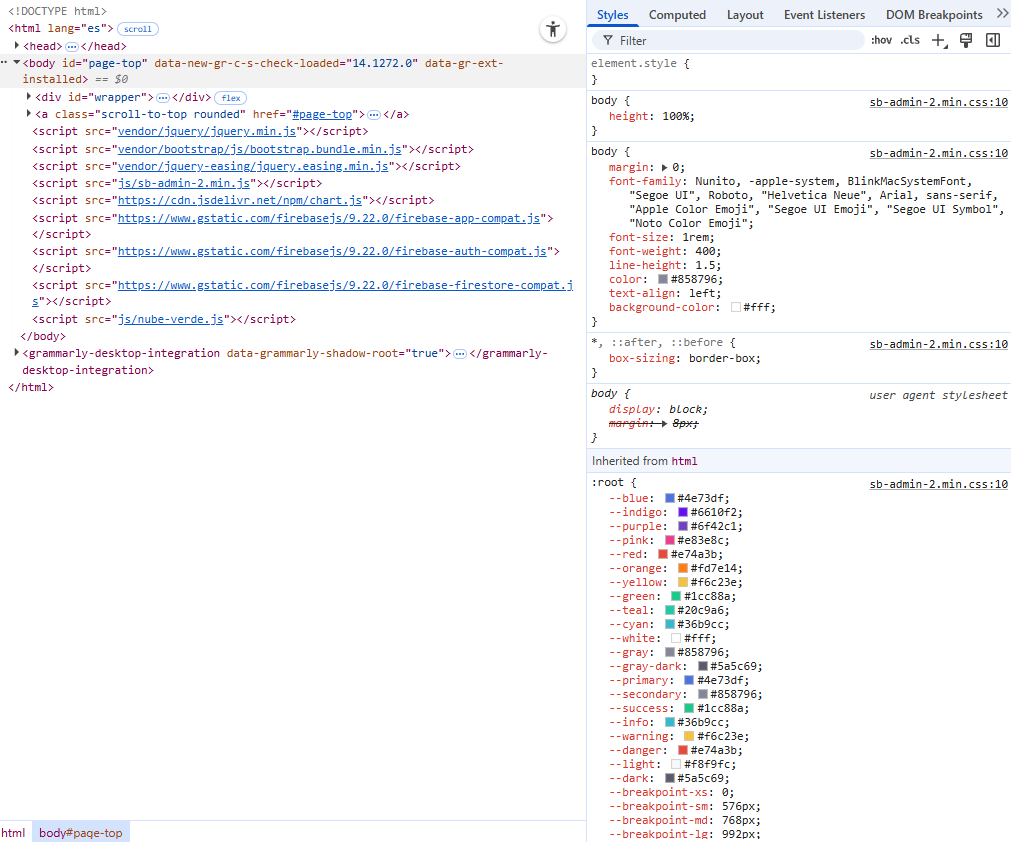 <!DOCTYPE html>
<html lang="es"> scroll
<head> ⋯ </head>
<body id="page-top" data-new-gr-c-s-check-loaded="14.1272.0" data-gr-ext-
installed> == $0
<div id="wrapper"> ⋯ </div> flex
<a class="scroll-to-top rounded" href="#page-top"> ⋯ </a>
<script src="vendor/jquery/jquery.min.js"></script>
<script src="vendor/bootstrap/js/bootstrap.bundle.min.js"></script>
<script src="vendor/jquery-easing/jquery.easing.min.js"></script>
<script src="js/sb-admin-2.min.js"></script>
<script src="https://cdn.jsdelivr.net/npm/chart.js"></script>
<script src="https://www.gstatic.com/firebasejs/9.22.0/firebase-app-compat.js">
</script>
<script src="https://www.gstatic.com/firebasejs/9.22.0/firebase-auth-compat.js">
</script>
<script src="https://www.gstatic.com/firebasejs/9.22.0/firebase-firestore-compat.j
s"></script>
<script src="js/nube-verde.js"></script>
</body>
<grammarly-desktop-integration data-grammarly-shadow-root="true"> ⋯ </grammarly-
desktop-integration>
</html>
html body#page-top
Styles Computed Layout Event Listeners DOM Breakpoints
Filter :hov .cls
element.style {
}
body { sb-admin-2.min.css:10
height: 100%;
}
body { sb-admin-2.min.css:10
margin: 0;
font-family: Nunito, -apple-system, BlinkMacSystemFont,
"Segoe UI", Roboto, "Helvetica Neue", Arial, sans-serif,
"Apple Color Emoji", "Segoe UI Emoji", "Segoe UI Symbol",
"Noto Color Emoji";
font-size: 1rem;
font-weight: 400;
line-height: 1.5;
color: #858796;
text-align: left;
background-color: #fff;
}
*, ::after, ::before { sb-admin-2.min.css:10
box-sizing: border-box;
}
body { user agent stylesheet
display: block;
margin: 8px;
}
Inherited from html
:root { sb-admin-2.min.css:10
--blue: #4e73df;
--indigo: #6610f2;
--purple: #6f42c1;
--pink: #e83e8c;
--red: #e74a3b;
--orange: #fd7e14;
--yellow: #f6c23e;
--green: #1cc88a;
--teal: #20c9a6;
--cyan: #36b9cc;
--white: #fff;
--gray: #858796;
--gray-dark: #5a5c69;
--primary: #4e73df;
--secondary: #858796;
--success: #1cc88a;
--info: #36b9cc;
--warning: #f6c23e;
--danger: #e74a3b;
--light: #f8f9fc;
--dark: #5a5c69;
--breakpoint-xs: 0;
--breakpoint-sm: 576px;
--breakpoint-md: 768px;
--breakpoint-lg: 992px;